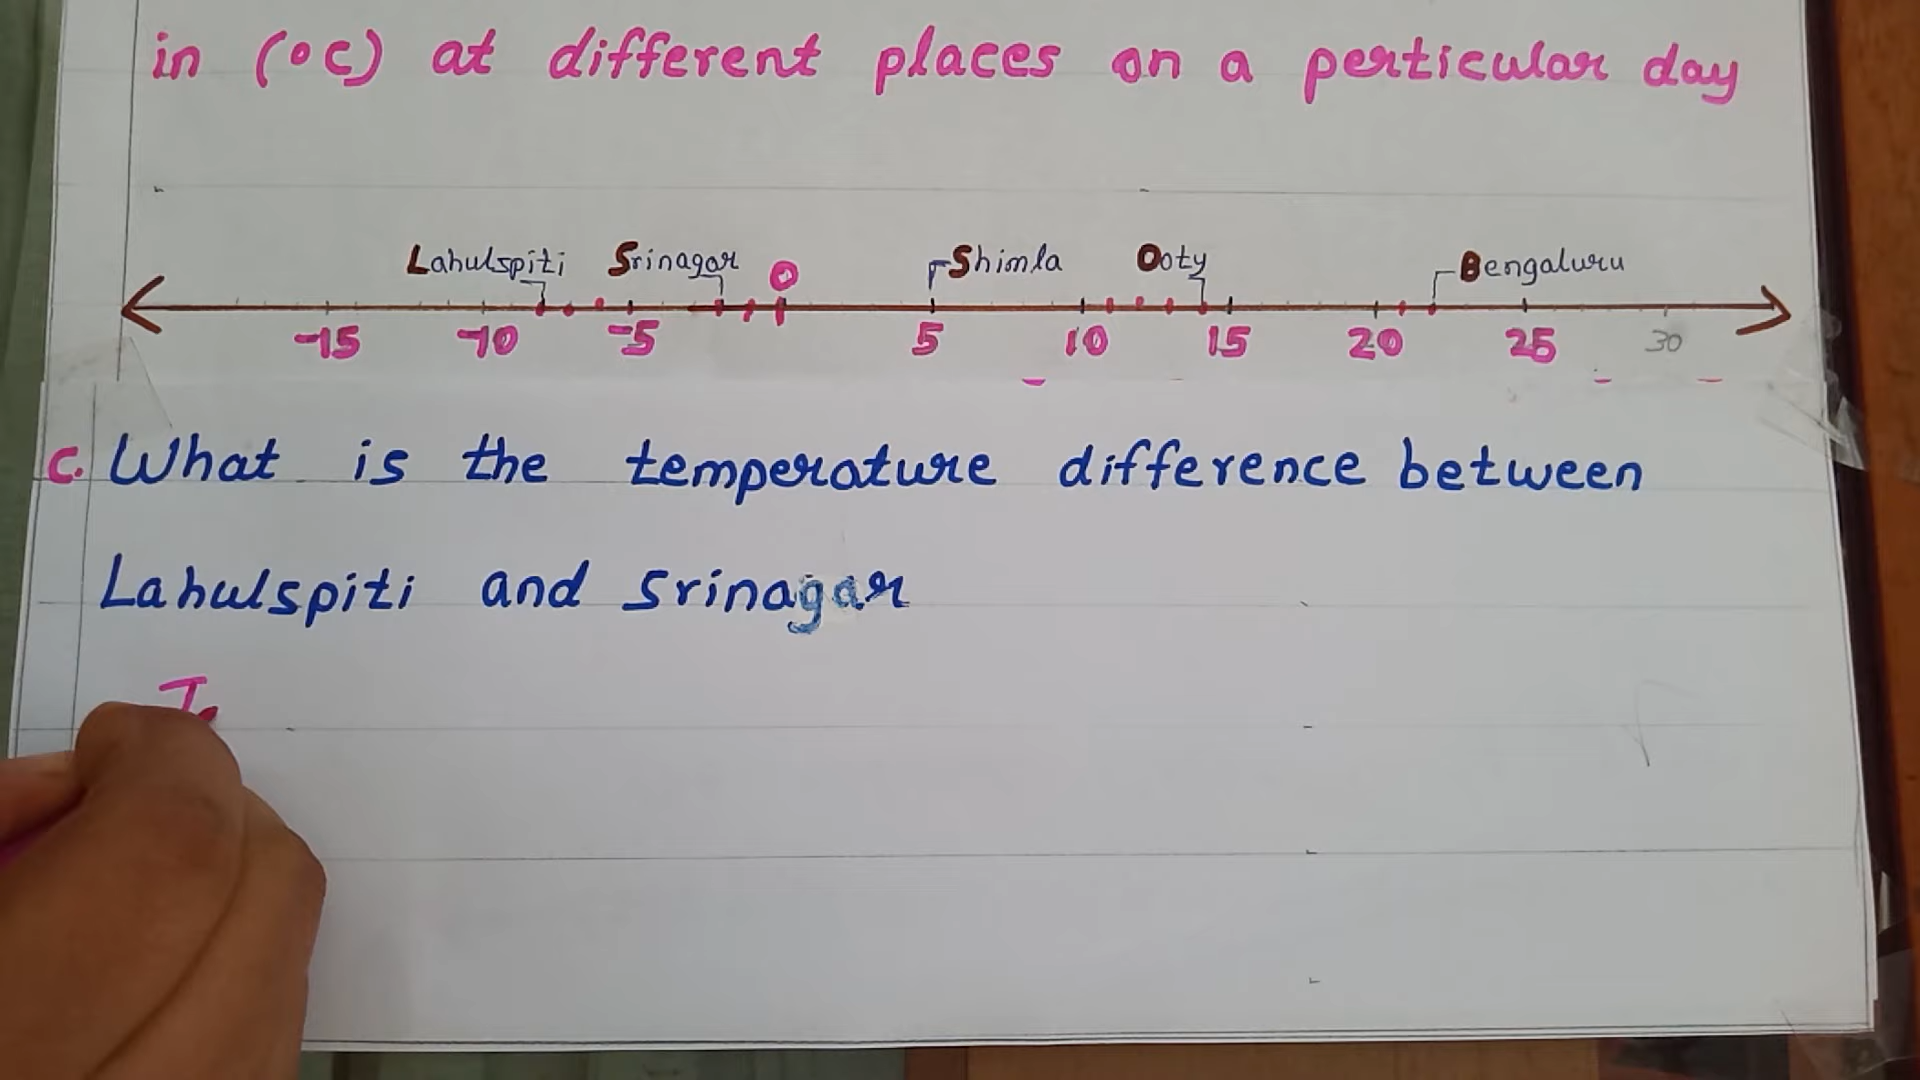 in (°C) at different places on a perticular day
Lahulspiti Srinagar 0 Shimla Ooty Bengaluru
-15 -10 -5 5 10 15 20 25 30
c. What is the temperature difference between
Lahulspiti and Srinagar